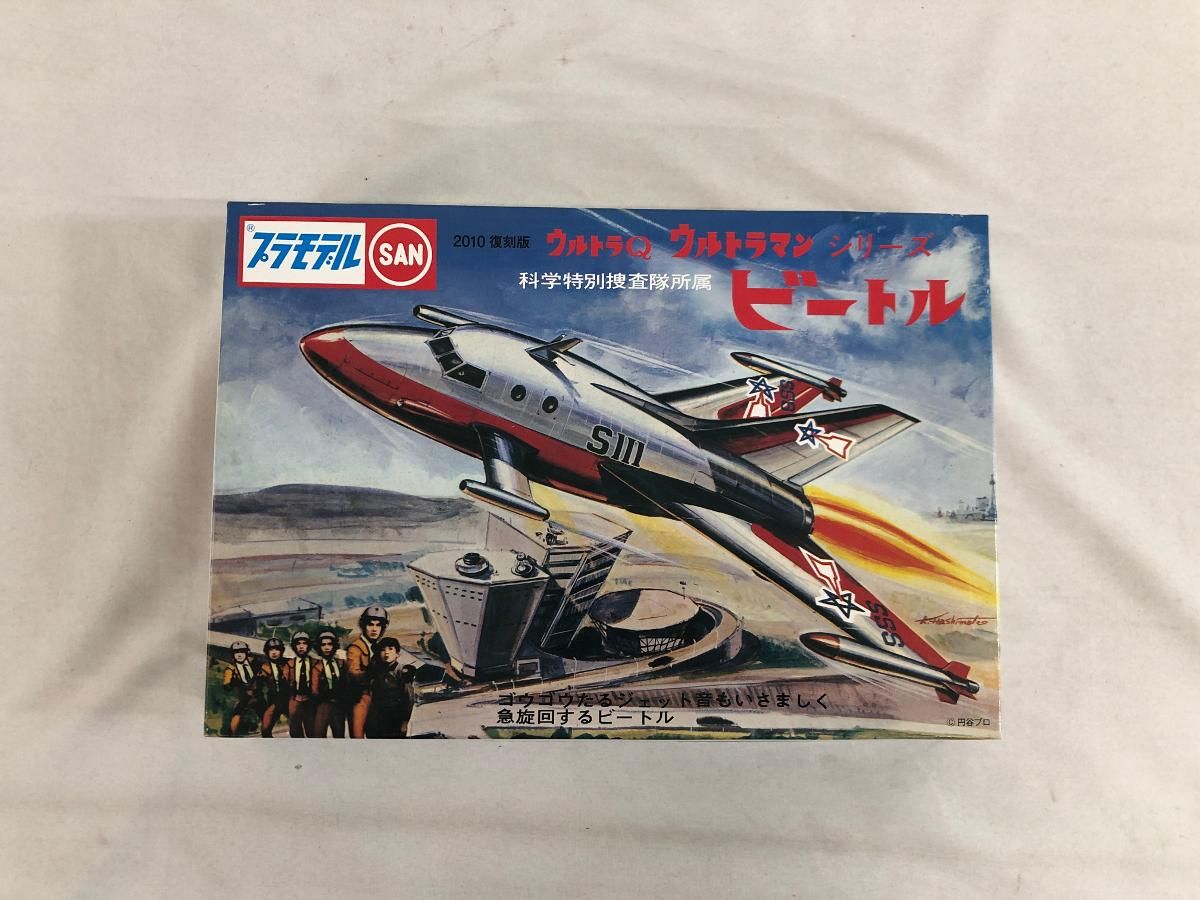 ® プラモデル SAN
2010 復刻版 ウルトラQ ウルトラマン シリーズ
科学特別捜査隊所属 ビートル
S111
SSS
SSS
K.Hashimoto
ゴウゴウたるジェット音もいさましく
急旋回するビートル
© 円谷プロ